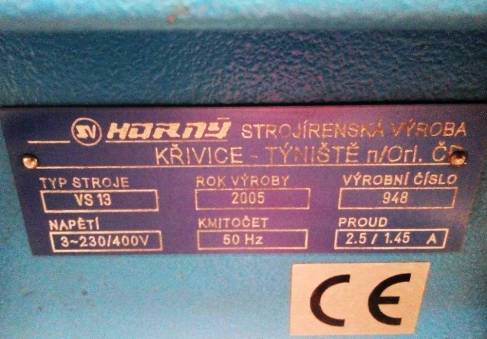 SV HORNÝ STROJÍRENSKÁ VÝROBA
KŘIVICE - TÝNIŠTĚ n/Orl. ČR
TYP STROJE ROK VÝROBY VÝROBNÍ ČÍSLO
VS 13 2005 948
NAPĚTÍ KMITOČET PROUD
3~230/400V 50 Hz 2.5 / 1.45 A
CE